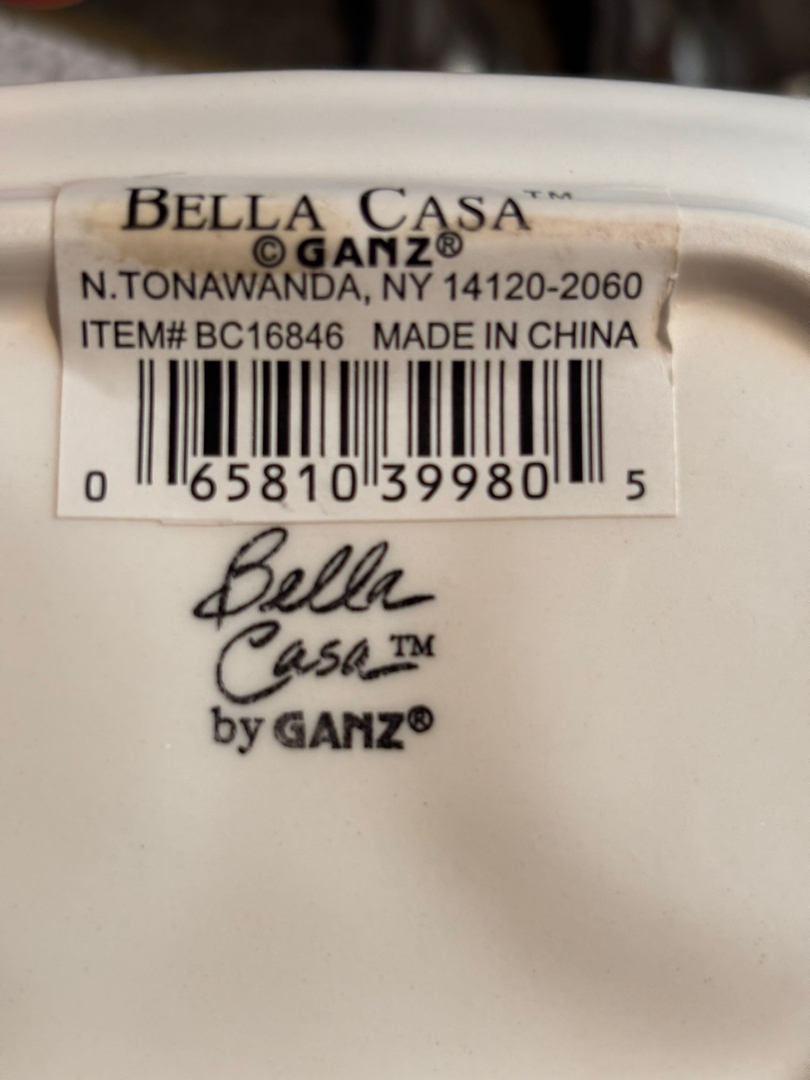 BELLA CASA™
©GANZ®
N.TONAWANDA, NY 14120-2060
ITEM# BC16846 MADE IN CHINA
0 65810 39980 5
Bella
Casa™
by GANZ®